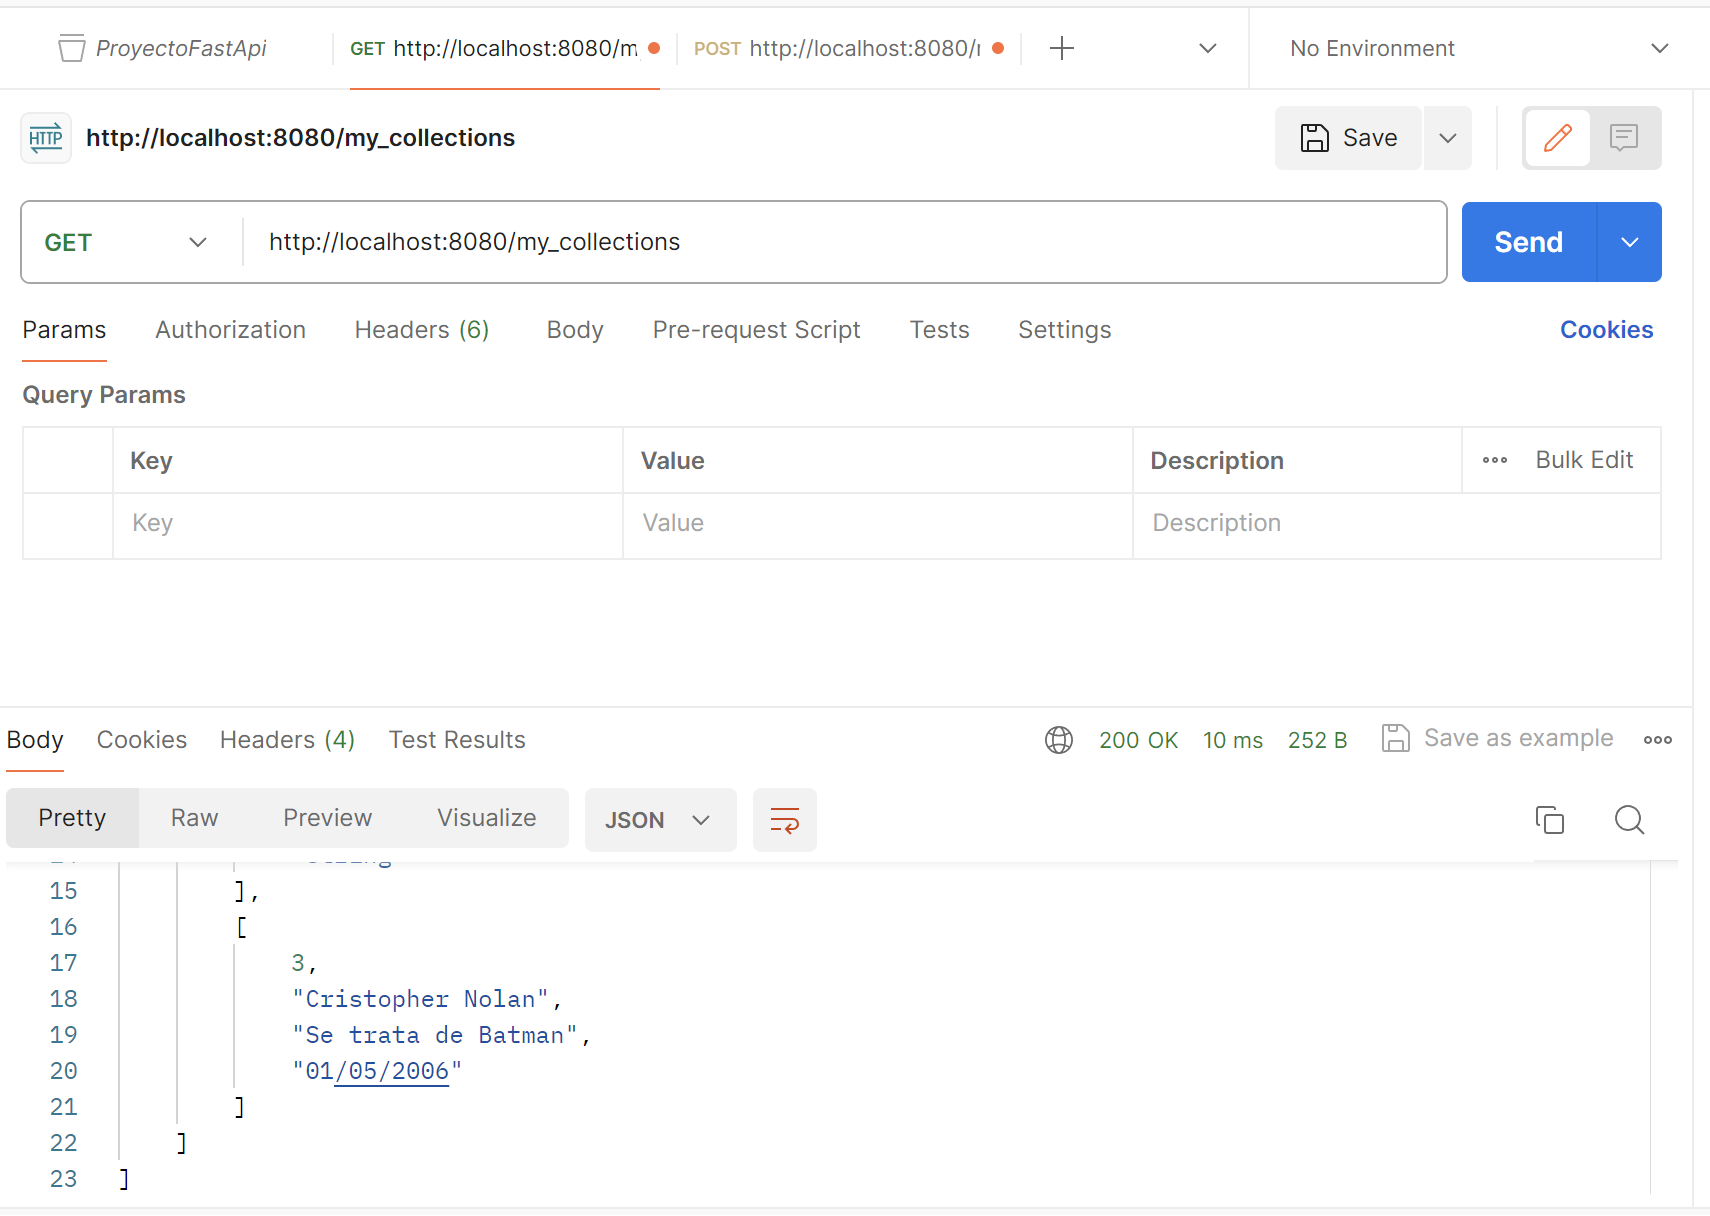 ProyectoFastApi GET http://localhost:8080/m POST http://localhost:8080/ No Environment
HTTP http://localhost:8080/my_collections Save
GET http://localhost:8080/my_collections Send
Params Authorization Headers (6) Body Pre-request Script Tests Settings Cookies
Query Params
Key Value Description ooo Bulk Edit
Key Value Description
Body Cookies Headers (4) Test Results 200 OK 10 ms 252 B Save as example ooo
Pretty Raw Preview Visualize JSON
15 ],
16 [
17 3,
18 "Cristopher Nolan",
19 "Se trata de Batman",
20 "01/05/2006"
21 ]
22 ]
23 ]